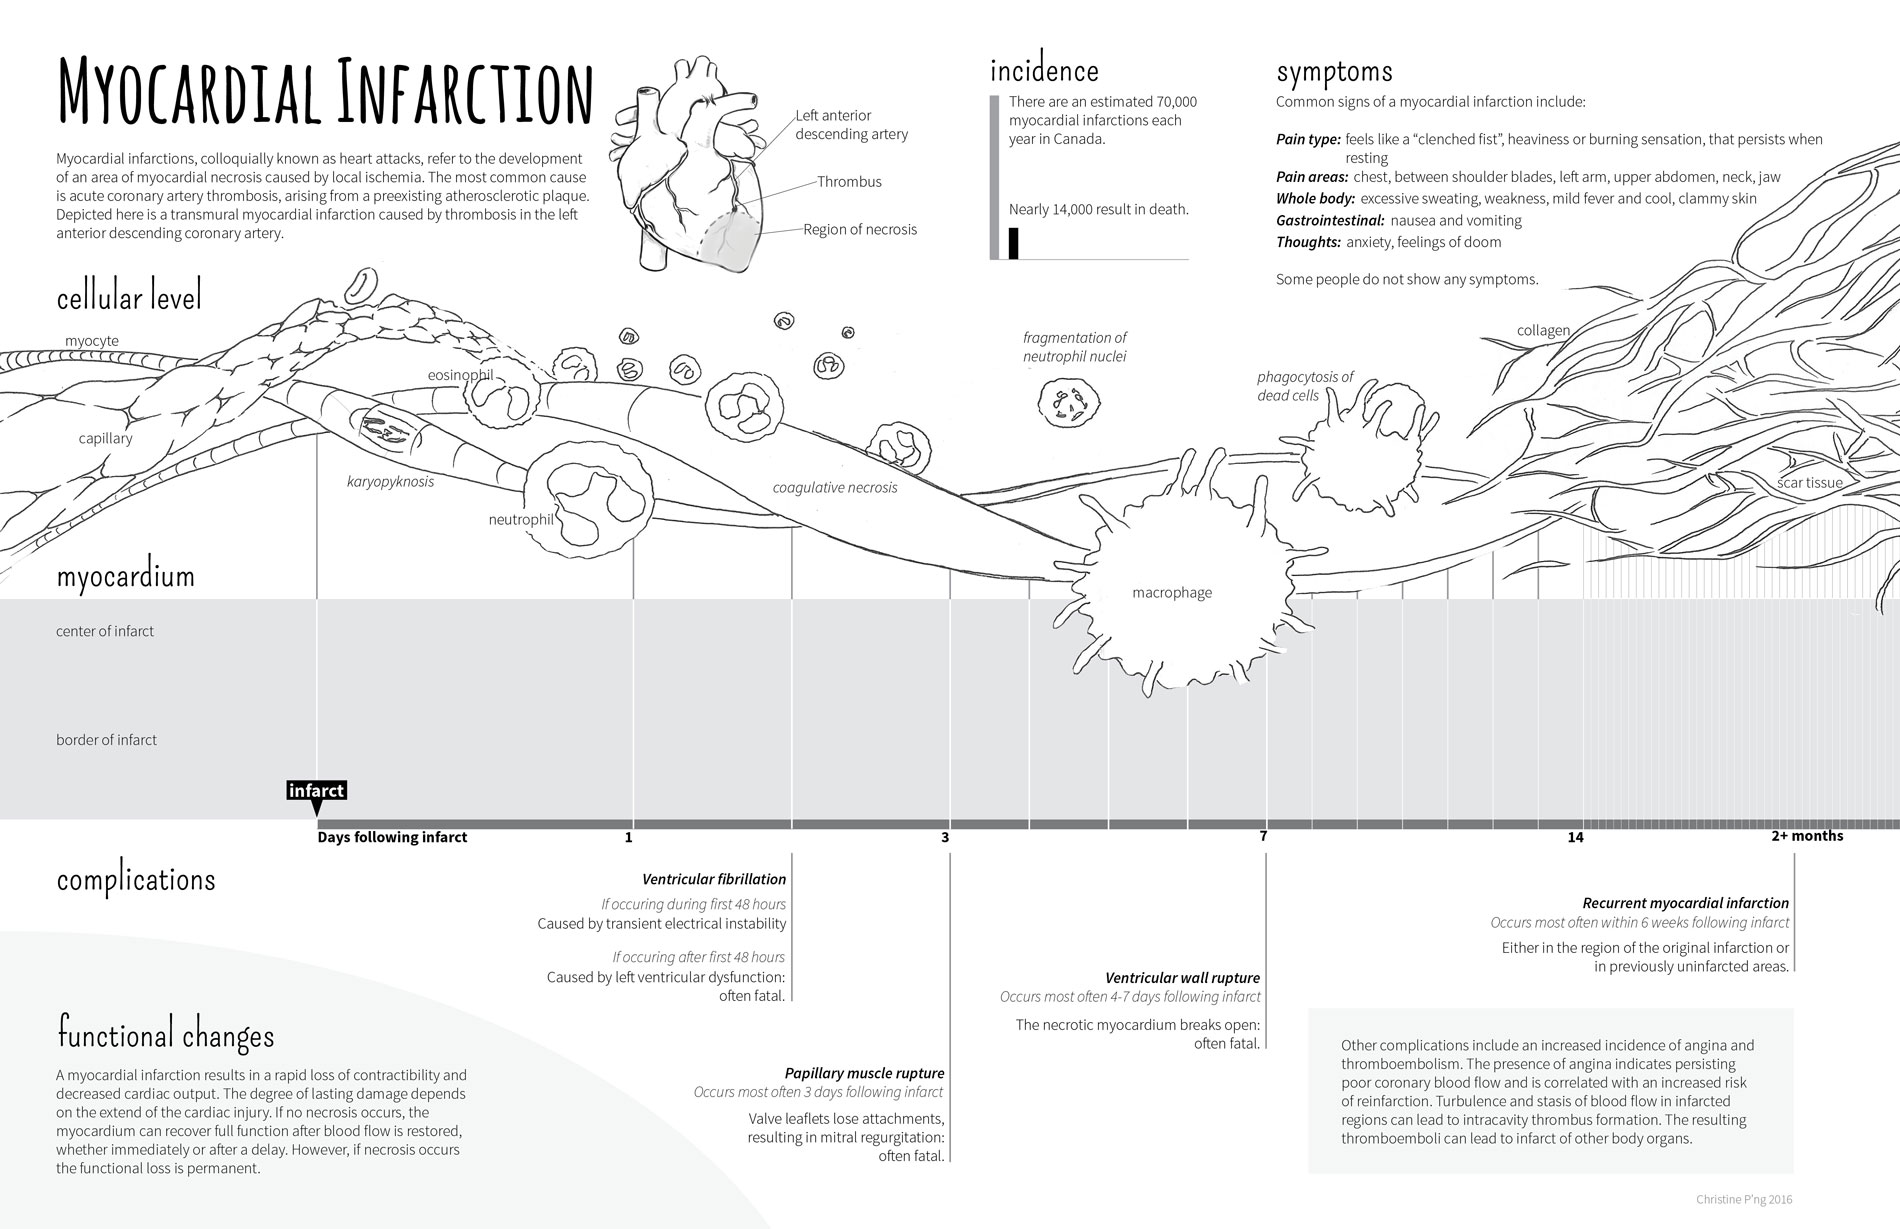 Myocardial Infarction
Myocardial infarctions, colloquially known as heart attacks, refer to the development
of an area of myocardial necrosis caused by local ischemia. The most common cause
is acute coronary artery thrombosis, arising from a preexisting atherosclerotic plaque.
Depicted here is a transmural myocardial infarction caused by thrombosis in the left
anterior descending coronary artery.
Left anterior
descending artery
Thrombus
Region of necrosis
incidence
There are an estimated 70,000
myocardial infarctions each
year in Canada.
Nearly 14,000 result in death.
symptoms
Common signs of a myocardial infarction include:
Pain type: feels like a “clenched fist”, heaviness or burning sensation, that persists when
resting
Pain areas: chest, between shoulder blades, left arm, upper abdomen, neck, jaw
Whole body: excessive sweating, weakness, mild fever and cool, clammy skin
Gastrointestinal: nausea and vomiting
Thoughts: anxiety, feelings of doom
Some people do not show any symptoms.
cellular level
myocyte
capillary
karyopyknosis
eosinophil
neutrophil
coagulative necrosis
fragmentation of
neutrophil nuclei
macrophage
phagocytosis of
dead cells
collagen
scar tissue
myocardium
center of infarct
border of infarct
infarct
Days following infarct
1
3
7
14
2+ months
complications
Ventricular fibrillation
If occuring during first 48 hours
Caused by transient electrical instability
If occuring after first 48 hours
Caused by left ventricular dysfunction:
often fatal.
Papillary muscle rupture
Occurs most often 3 days following infarct
Valve leaflets lose attachments,
resulting in mitral regurgitation:
often fatal.
Ventricular wall rupture
Occurs most often 4-7 days following infarct
The necrotic myocardium breaks open:
often fatal.
Recurrent myocardial infarction
Occurs most often within 6 weeks following infarct
Either in the region of the original infarction or
in previously uninfarcted areas.
functional changes
A myocardial infarction results in a rapid loss of contractibility and
decreased cardiac output. The degree of lasting damage depends
on the extend of the cardiac injury. If no necrosis occurs, the
myocardium can recover full function after blood flow is restored,
whether immediately or after a delay. However, if necrosis occurs
the functional loss is permanent.
Other complications include an increased incidence of angina and
thromboembolism. The presence of angina indicates persisting
poor coronary blood flow and is correlated with an increased risk
of reinfarction. Turbulence and stasis of blood flow in infarcted
regions can lead to intracavity thrombus formation. The resulting
thromboemboli can lead to infarct of other body organs.
Christine P'ng 2016